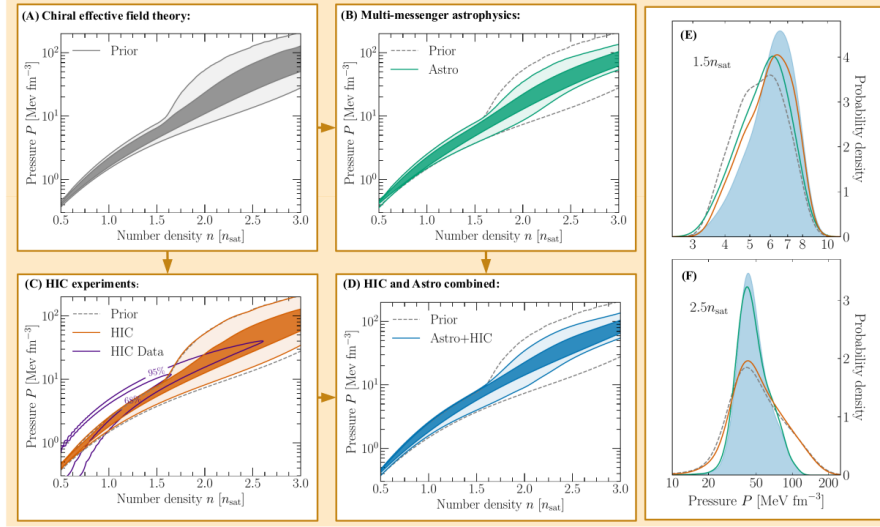 (A) Chiral effective field theory:
Prior
Pressure P [Mev fm⁻³]
10²
10¹
10⁰
0.5 1.0 1.5 2.0 2.5 3.0
Number density n [n_sat]
(B) Multi-messenger astrophysics:
Prior
Astro
Pressure P [Mev fm⁻³]
10²
10¹
10⁰
0.5 1.0 1.5 2.0 2.5 3.0
Number density n [n_sat]
(C) HIC experiments:
Prior
HIC
HIC Data
95%
68%
Pressure P [Mev fm⁻³]
10²
10¹
10⁰
0.5 1.0 1.5 2.0 2.5 3.0
Number density n [n_sat]
(D) HIC and Astro combined:
Prior
Astro+HIC
Pressure P [Mev fm⁻³]
10²
10¹
10⁰
0.5 1.0 1.5 2.0 2.5 3.0
Number density n [n_sat]
(E)
1.5n_sat
4
3
2
1
0
Probability density
3 4 5 6 7 8 10
(F)
2.5n_sat
3
2
1
0
Probability density
10 20 50 100 200
Pressure P [MeV fm⁻³]